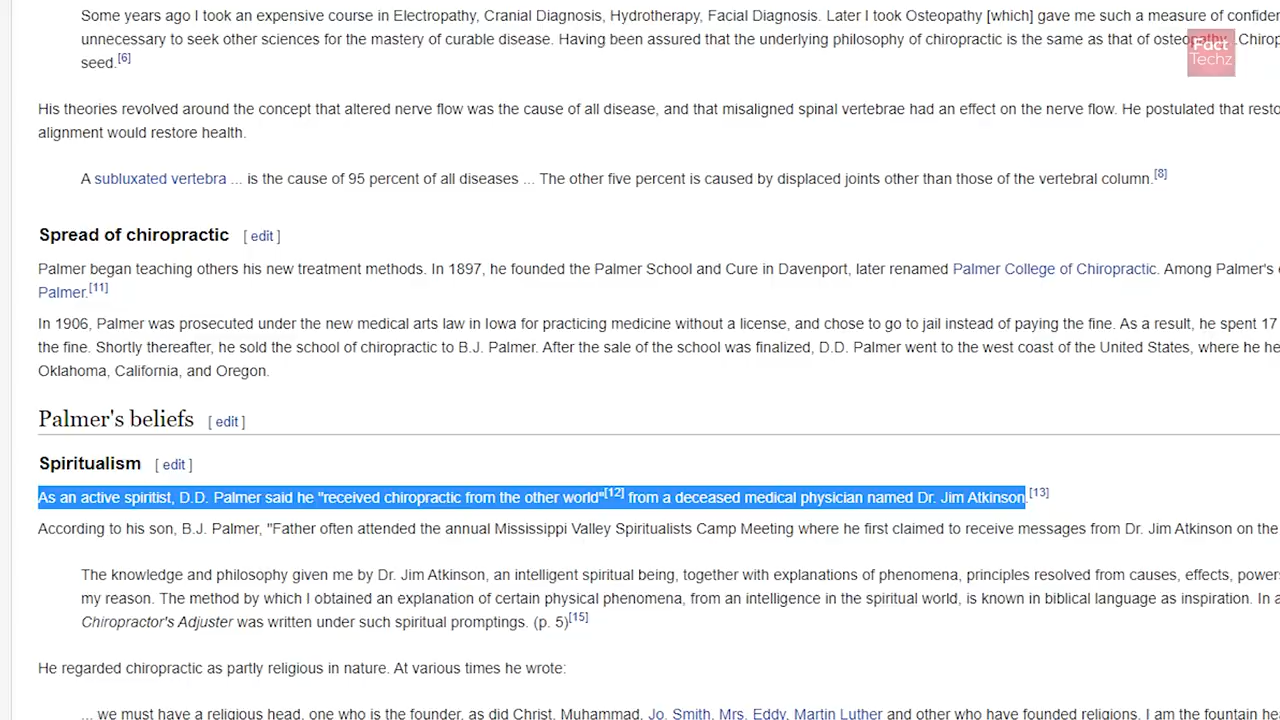 Some years ago I took an expensive course in Electropathy, Cranial Diagnosis, Hydrotherapy, Facial Diagnosis. Later I took Osteopathy [which] gave me such a measure of
unnecessary to seek other sciences for the mastery of curable disease. Having been assured that the underlying philosophy of chiropractic is the same as that of osteopathy.
seed.[6]
Fact
Techz
His theories revolved around the concept that altered nerve flow was the cause of all disease, and that misaligned spinal vertebrae had an effect on the nerve flow. He postulated that
alignment would restore health.
A subluxated vertebra ... is the cause of 95 percent of all diseases ... The other five percent is caused by displaced joints other than those of the vertebral column.[8]
Spread of chiropractic [ edit ]
Palmer began teaching others his new treatment methods. In 1897, he founded the Palmer School and Cure in Davenport, later renamed Palmer College of Chiropractic. Among Palmer's
Palmer.[11]
In 1906, Palmer was prosecuted under the new medical arts law in Iowa for practicing medicine without a license, and chose to go to jail instead of paying the fine. As a result, he spent 17
the fine. Shortly thereafter, he sold the school of chiropractic to B.J. Palmer. After the sale of the school was finalized, D.D. Palmer went to the west coast of the United States, where he
Oklahoma, California, and Oregon.
Palmer's beliefs [ edit ]
Spiritualism [ edit ]
As an active spiritist, D.D. Palmer said he "received chiropractic from the other world"[12] from a deceased medical physician named Dr. Jim Atkinson.[13]
According to his son, B.J. Palmer, "Father often attended the annual Mississippi Valley Spiritualists Camp Meeting where he first claimed to receive messages from Dr. Jim Atkinson on the
The knowledge and philosophy given me by Dr. Jim Atkinson, an intelligent spiritual being, together with explanations of phenomena, principles resolved from causes, effects,
my reason. The method by which I obtained an explanation of certain physical phenomena, from an intelligence in the spiritual world, is known in biblical language as inspiration. In
Chiropractor's Adjuster was written under such spiritual promptings. (p. 5)[15]
He regarded chiropractic as partly religious in nature. At various times he wrote:
... we must have a religious head, one who is the founder, as did Christ, Muhammad, Jo. Smith, Mrs. Eddy, Martin Luther and other who have founded religions. I am the fountain